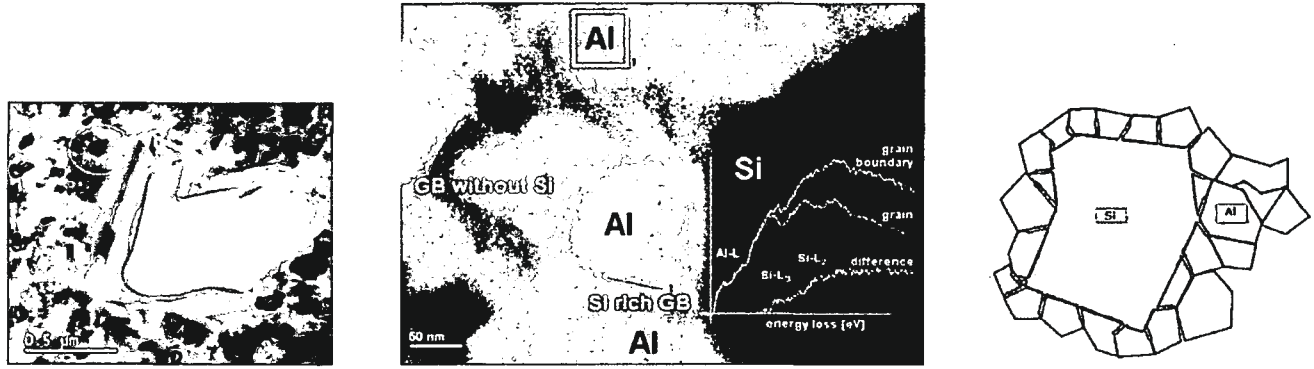 0.5 µm
Al
GB without Si
Al
Si rich GB
Al
50 nm
Si
grain
boundary
grain
Al-L
Si-L
Si-L
difference
energy loss [eV]
Si
Al